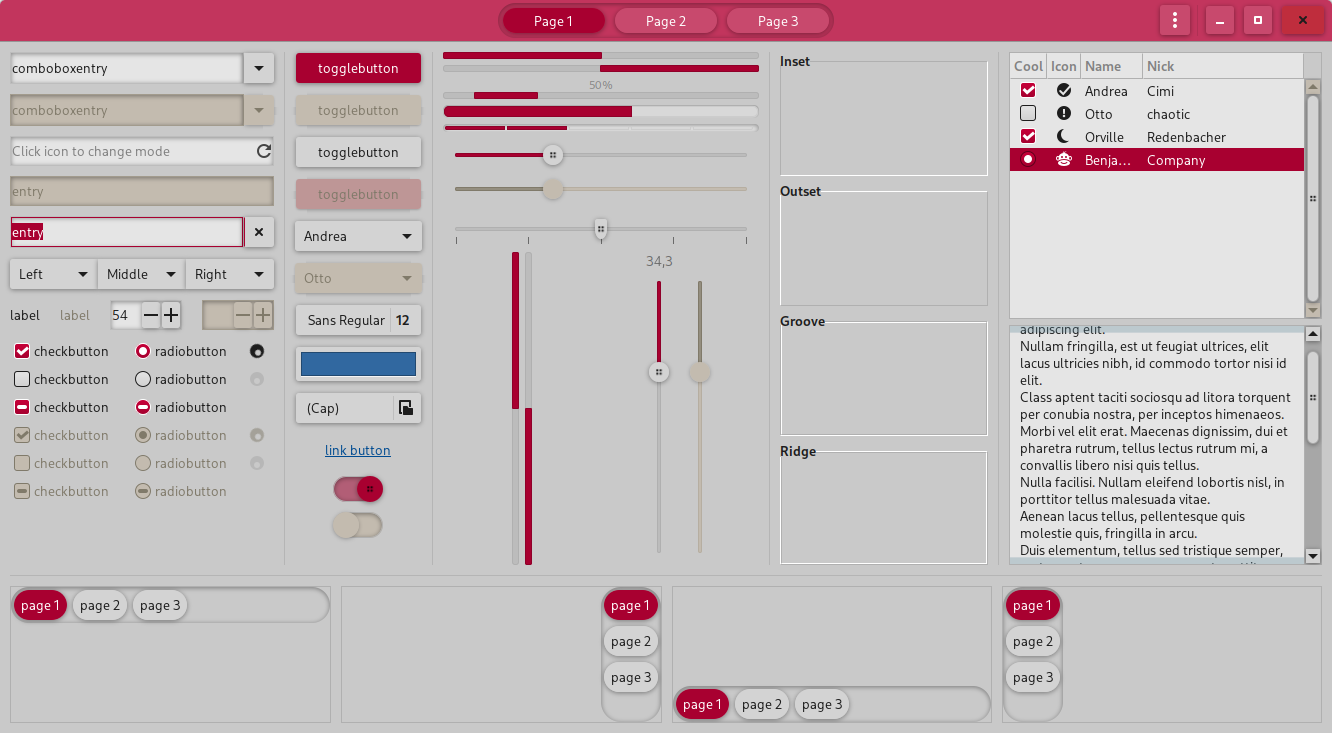 Page 1 Page 2 Page 3
comboboxentry
comboboxentry
Click icon to change mode
entry
entry
Left Middle Right
label label 54
checkbutton radiobutton
checkbutton radiobutton
checkbutton radiobutton
checkbutton radiobutton
checkbutton radiobutton
checkbutton radiobutton
togglebutton
togglebutton
togglebutton
togglebutton
Andrea
Otto
Sans Regular 12
(Cap)
link button
50%
34,3
Inset
Outset
Groove
Ridge
Cool Icon Name Nick
Andrea Cimi
Otto chaotic
Orville Redenbacher
Benja... Company
adipiscing elit.
Nullam fringilla, est ut feugiat ultrices, elit
lacus ultricies nibh, id commodo tortor nisi id
elit.
Class aptent taciti sociosqu ad litora torquent
per conubia nostra, per inceptos himenaeos.
Morbi vel elit erat. Maecenas dignissim, dui et
pharetra rutrum, tellus lectus rutrum mi, a
convallis libero nisi quis tellus.
Nulla facilisi. Nullam eleifend lobortis nisl, in
porttitor tellus malesuada vitae.
Aenean lacus tellus, pellentesque quis
molestie quis, fringilla in arcu.
Duis elementum, tellus sed tristique semper,
page 1 page 2 page 3
page 1
page 2
page 3
page 1 page 2 page 3
page 1
page 2
page 3